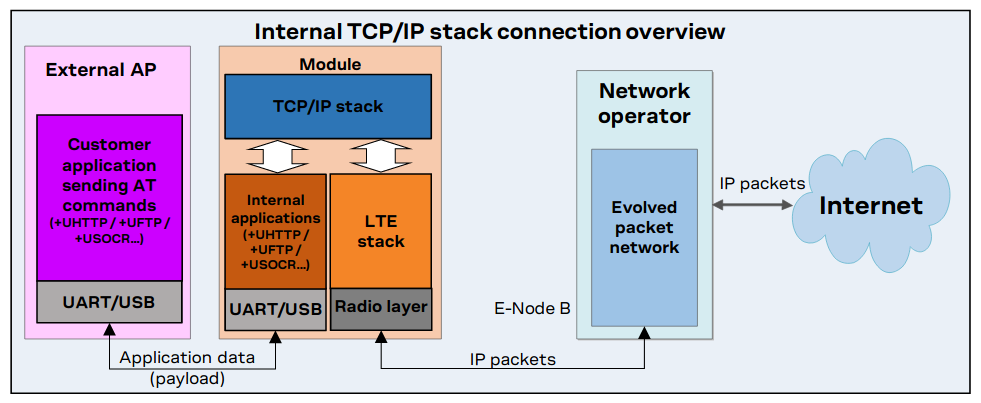 Internal TCP/IP stack connection overview
External AP
Customer
application
sending AT
commands
(+UHTTP / +UFTP /
+USOCR...)
UART/USB
Module
TCP/IP stack
Internal
applications
(+UHTTP /
+UFTP /
+USOCR...)
UART/USB
LTE
stack
Radio layer
Application data
(payload)
IP packets
E-Node B
Network
operator
Evolved
packet
network
IP packets
Internet